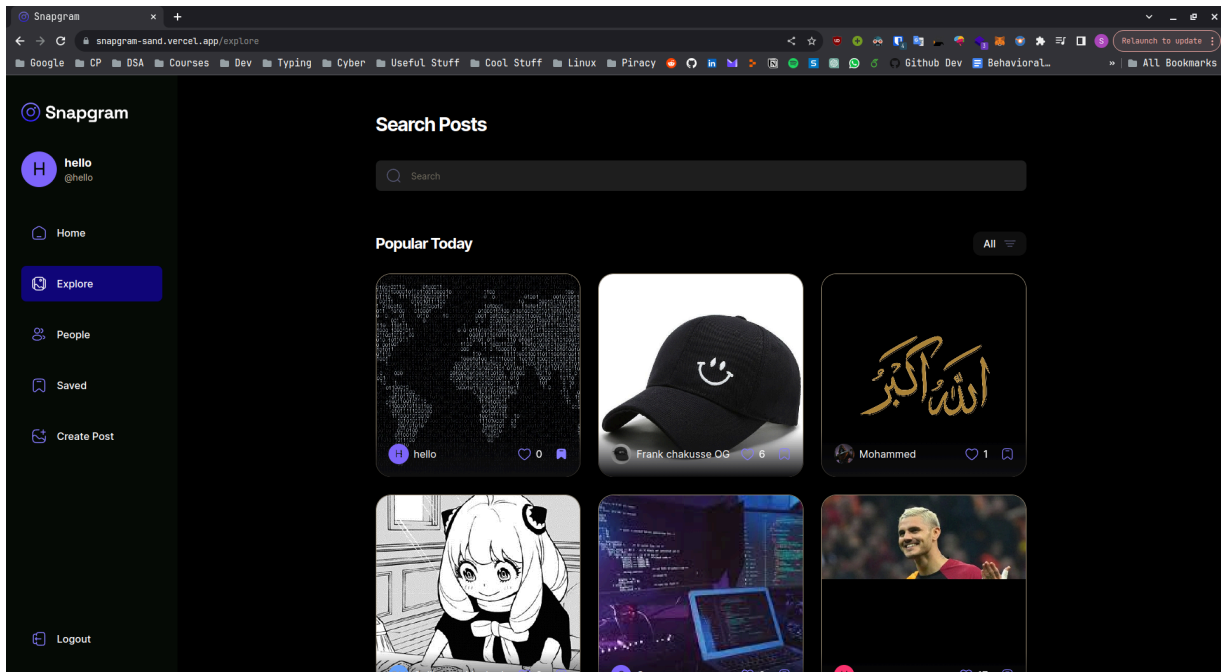 Snapgram
snapgram-sand.vercel.app/explore
Relaunch to update
Google CP DSA Courses Dev Typing Cyber Useful Stuff Cool Stuff Linux Piracy Github Dev Behavioral… » All Bookmarks
Snapgram
H
hello
@hello
Home
Explore
People
Saved
Create Post
Logout
Search Posts
Search
Popular Today
All
H hello 0
Frank chakusse OG 6
الله أكبر
Mohammed 1